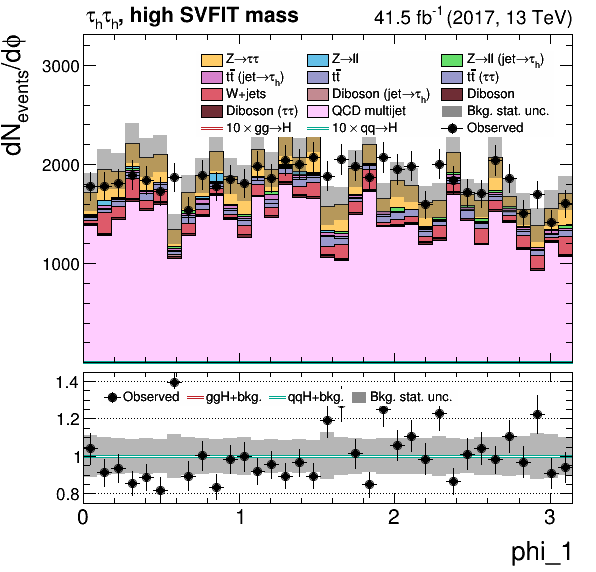 τₕτₕ, high SVFIT mass 41.5 fb⁻¹ (2017, 13 TeV)
dN_events/dϕ
3000
2000
1000
Z→ττ Z→ll Z→ll (jet→τₕ)
tt̄ (jet→τₕ) tt̄ tt̄ (ττ)
W+jets Diboson (jet→τₕ) Diboson
Diboson (ττ) QCD multijet Bkg. stat. unc.
10 × gg→H 10 × qq→H Observed
1.4
1.2
1
0.8
Observed ggH+bkg. qqH+bkg. Bkg. stat. unc.
0 1 2 3
phi_1